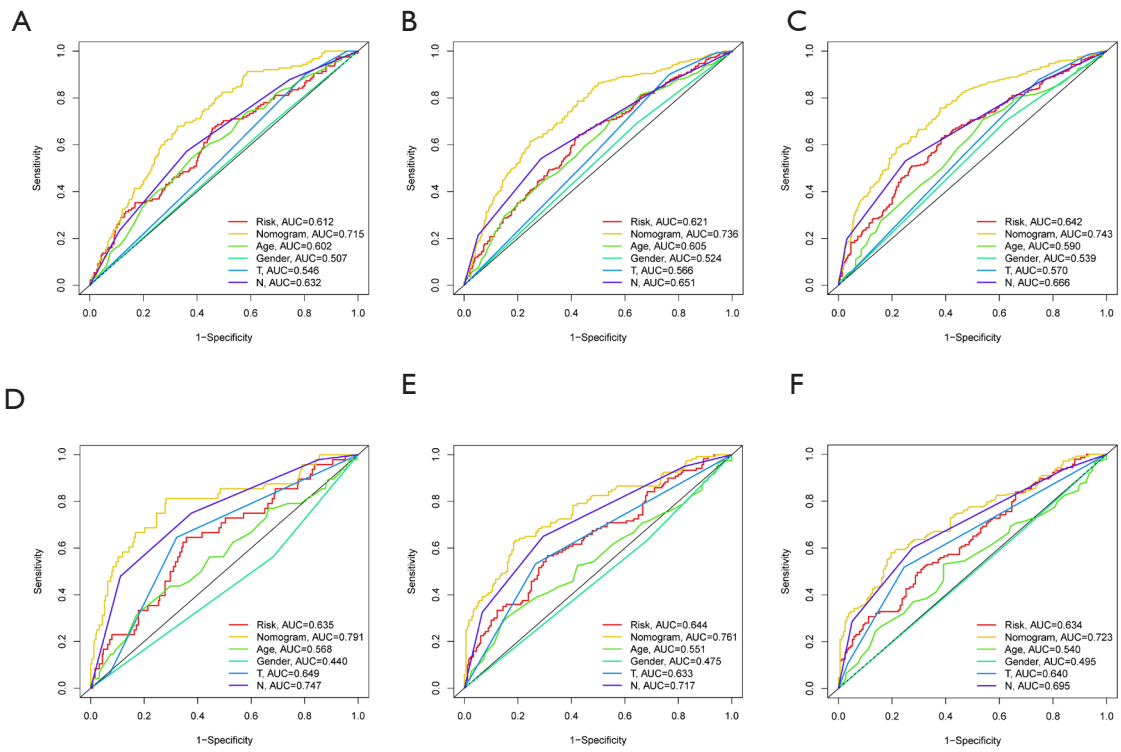 A
B
C
1.0
0.8
0.6
0.4
0.2
0.0
Sensitivity
Risk, AUC=0.612
Nomogram, AUC=0.715
Age, AUC=0.602
Gender, AUC=0.507
T, AUC=0.546
N, AUC=0.632
0.0 0.2 0.4 0.6 0.8 1.0
1−Specificity
1.0
0.8
0.6
0.4
0.2
0.0
Sensitivity
Risk, AUC=0.621
Nomogram, AUC=0.736
Age, AUC=0.605
Gender, AUC=0.524
T, AUC=0.566
N, AUC=0.651
0.0 0.2 0.4 0.6 0.8 1.0
1−Specificity
1.0
0.8
0.6
0.4
0.2
0.0
Sensitivity
Risk, AUC=0.642
Nomogram, AUC=0.743
Age, AUC=0.590
Gender, AUC=0.539
T, AUC=0.570
N, AUC=0.666
0.0 0.2 0.4 0.6 0.8 1.0
1−Specificity
D
E
F
1.0
0.8
0.6
0.4
0.2
0.0
Sensitivity
Risk, AUC=0.635
Nomogram, AUC=0.791
Age, AUC=0.568
Gender, AUC=0.440
T, AUC=0.649
N, AUC=0.747
0.0 0.2 0.4 0.6 0.8 1.0
1−Specificity
1.0
0.8
0.6
0.4
0.2
0.0
Sensitivity
Risk, AUC=0.644
Nomogram, AUC=0.761
Age, AUC=0.551
Gender, AUC=0.475
T, AUC=0.633
N, AUC=0.717
0.0 0.2 0.4 0.6 0.8 1.0
1−Specificity
1.0
0.8
0.6
0.4
0.2
0.0
Sensitivity
Risk, AUC=0.634
Nomogram, AUC=0.723
Age, AUC=0.540
Gender, AUC=0.495
T, AUC=0.640
N, AUC=0.695
0.0 0.2 0.4 0.6 0.8 1.0
1−Specificity